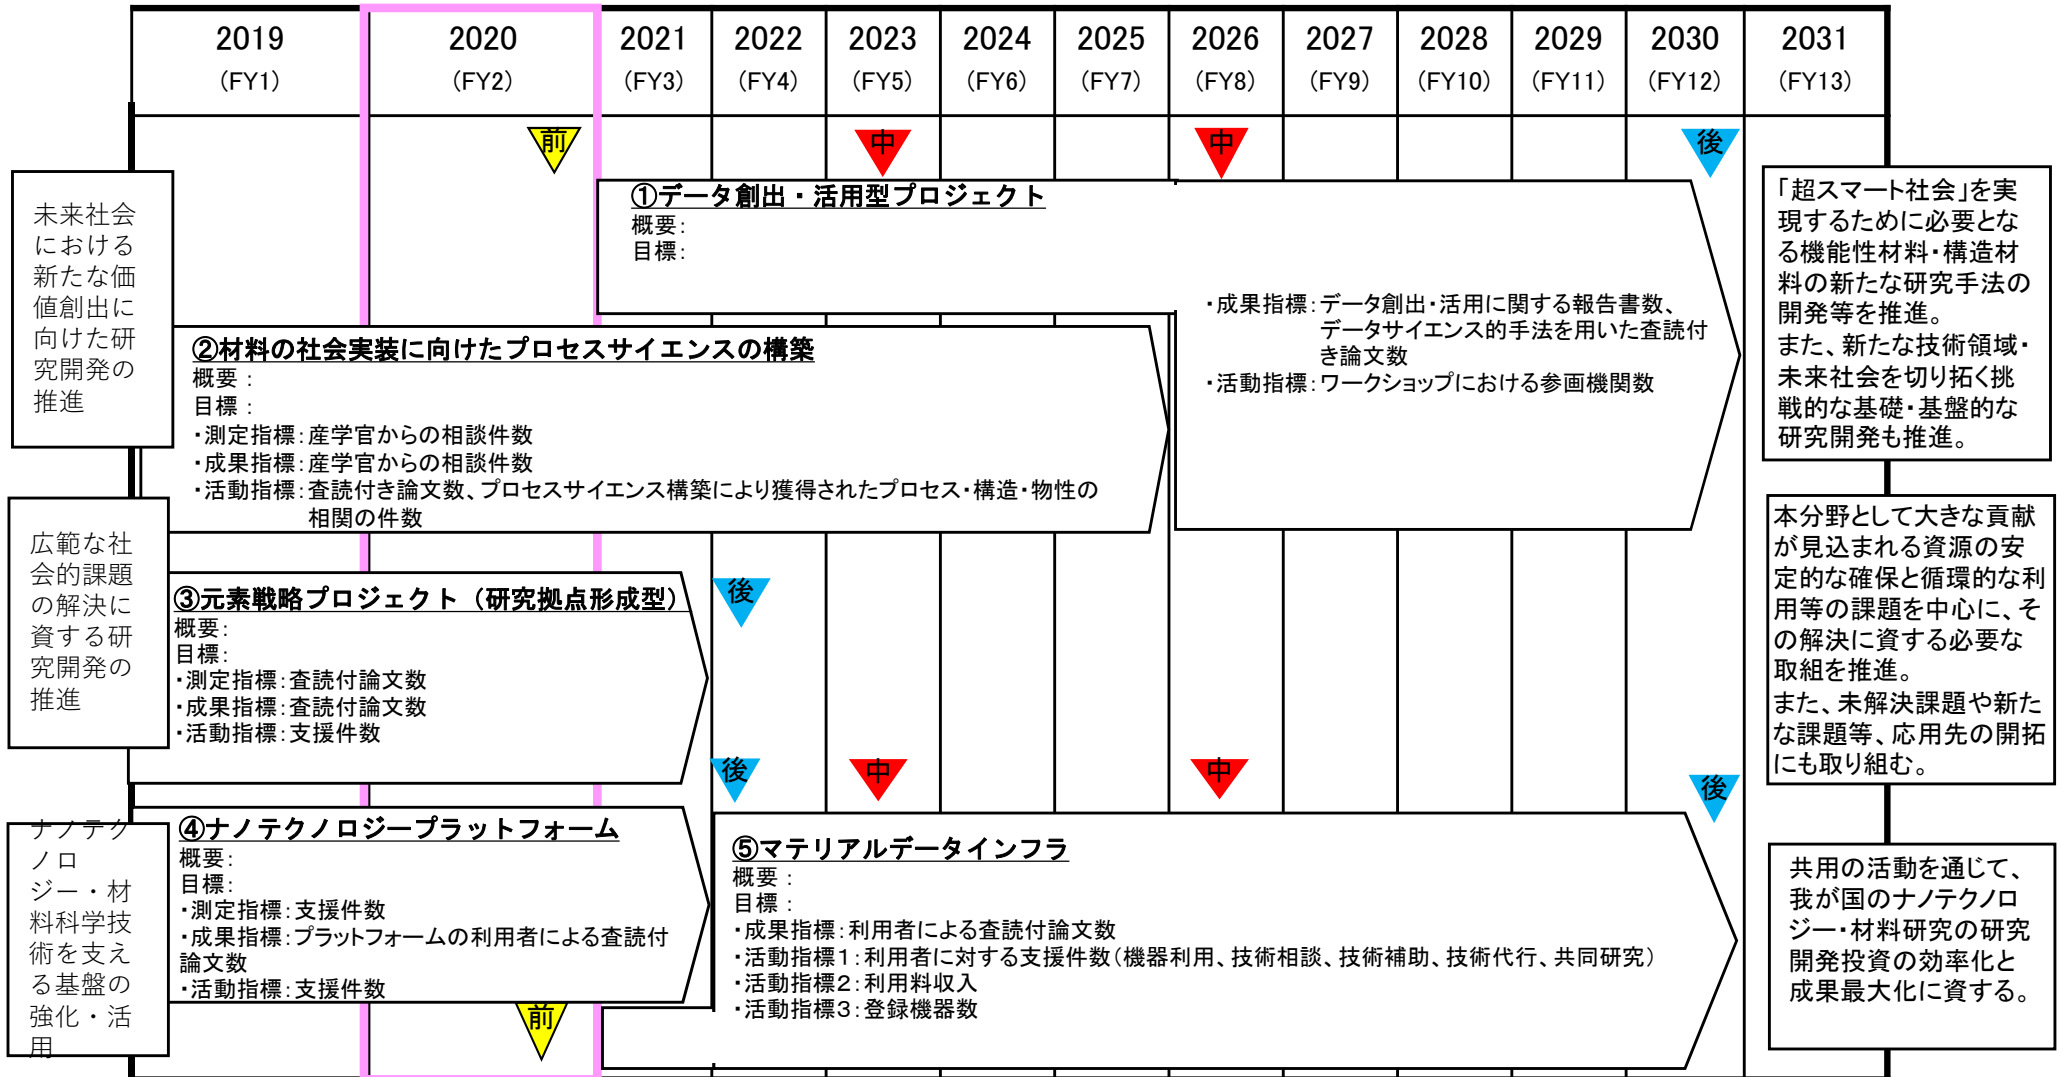 2019
(FY1)
2020
(FY2)
2021
(FY3)
2022
(FY4)
2023
(FY5)
2024
(FY6)
2025
(FY7)
2026
(FY8)
2027
(FY9)
2028
(FY10)
2029
(FY11)
2030
(FY12)
2031
(FY13)
前
中
中
後
未来社会
における
新たな価
値創出に
向けた研
究開発の
推進
①データ創出・活用型プロジェクト
概要:
目標:
・成果指標:データ創出・活用に関する報告書数、
データサイエンス的手法を用いた査読付
き論文数
・活動指標:ワークショップにおける参画機関数
②材料の社会実装に向けたプロセスサイエンスの構築
概要:
目標:
・測定指標:産学官からの相談件数
・成果指標:産学官からの相談件数
・活動指標:査読付き論文数、プロセスサイエンス構築により獲得されたプロセス・構造・物性の
相関の件数
「超スマート社会」を実
現するために必要とな
る機能性材料・構造材
料の新たな研究手法の
開発等を推進。
また、新たな技術領域・
未来社会を切り拓く挑
戦的な基礎・基盤的な
研究開発も推進。
広範な社
会的課題
の解決に
資する研
究開発の
推進
③元素戦略プロジェクト（研究拠点形成型）
概要:
目標:
・測定指標:査読付論文数
・成果指標:査読付論文数
・活動指標:支援件数
後
本分野として大きな貢献
が見込まれる資源の安
定的な確保と循環的な利
用等の課題を中心に、そ
の解決に資する必要な
取組を推進。
また、未解決課題や新た
な課題等、応用先の開拓
にも取り組む。
後
中
中
後
ナノテク
ノロ
ジー・材
料科学技
術を支え
る基盤の
強化・活
用
④ナノテクノロジープラットフォーム
概要:
目標:
・測定指標:支援件数
・成果指標:プラットフォームの利用者による査読付
論文数
・活動指標:支援件数
前
⑤マテリアルデータインフラ
概要:
目標:
・成果指標:利用者による査読付論文数
・活動指標1:利用者に対する支援件数(機器利用、技術相談、技術補助、技術代行、共同研究)
・活動指標2:利用料収入
・活動指標3:登録機器数
共用の活動を通じて、
我が国のナノテクノロ
ジー・材料研究の研究
開発投資の効率化と
成果最大化に資する。